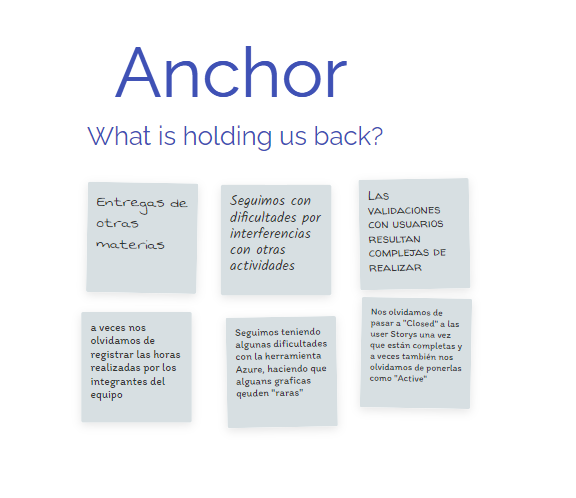 Anchor
What is holding us back?
Entregas de
otras
materias
Seguimos con
dificultades por
interferencias
con otras
actividades
Las
validaciones
con usuarios
resultan
complejas de
realizar
a veces nos
olvidamos de
registrar las horas
realizadas por los
integrantes del
equipo
Seguimos teniendo
algunas dificultades
con la herramienta
Azure, haciendo que
alguans graficas
qeuden "raras"
Nos olvidamos de
pasar a "Closed" a las
user Storys una vez
que están completas y
a veces también nos
olvidamos de ponerlas
como "Active"